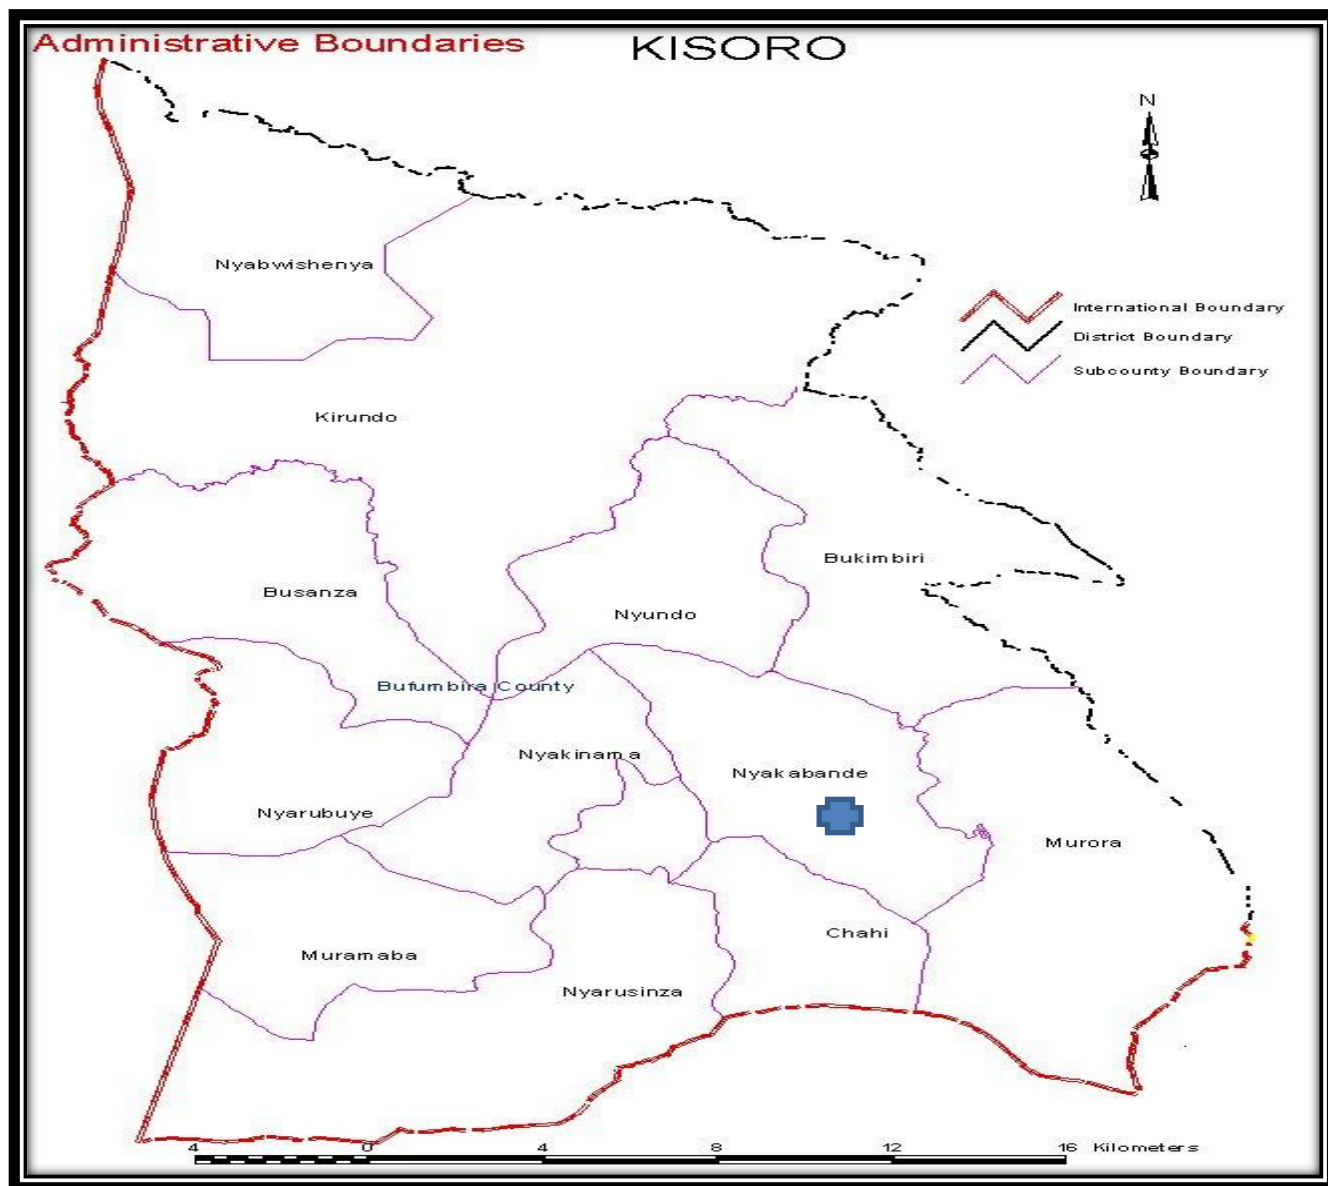 Administrative Boundaries
KISORO
N
Nyabwishenya
International Boundary
District Boundary
Subcounty Boundary
Kirundo
Bukimbiri
Busanza
Nyundo
Bufumbira County
Nyakinama
Nyakabande
Nyarubuye
Murora
Chahi
Muramaba
Nyarusinza
4 0 4 8 12 16 Kilometers